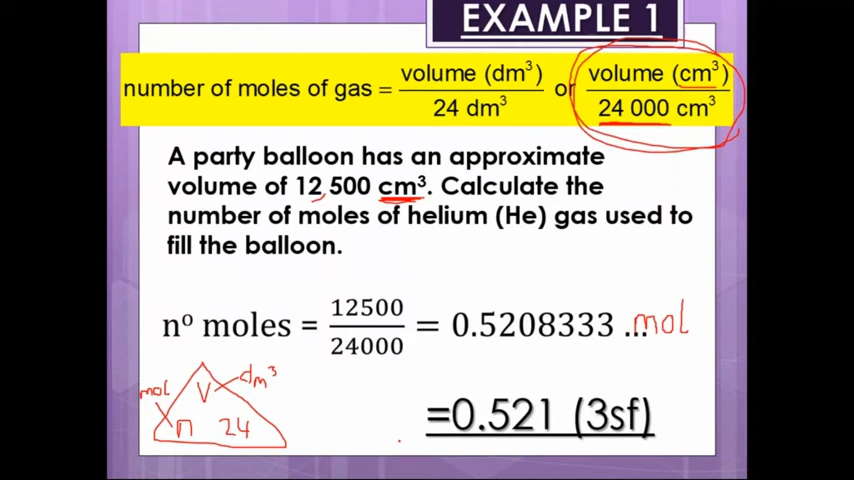 EXAMPLE 1
number of moles of gas = volume (dm³) / 24 dm³ or volume (cm³) / 24 000 cm³
A party balloon has an approximate
volume of 12,500 cm³. Calculate the
number of moles of helium (He) gas used to
fill the balloon.
nº moles = 12500 / 24000 = 0.5208333 ... mol
mol V dm³
n 24
=0.521 (3sf)